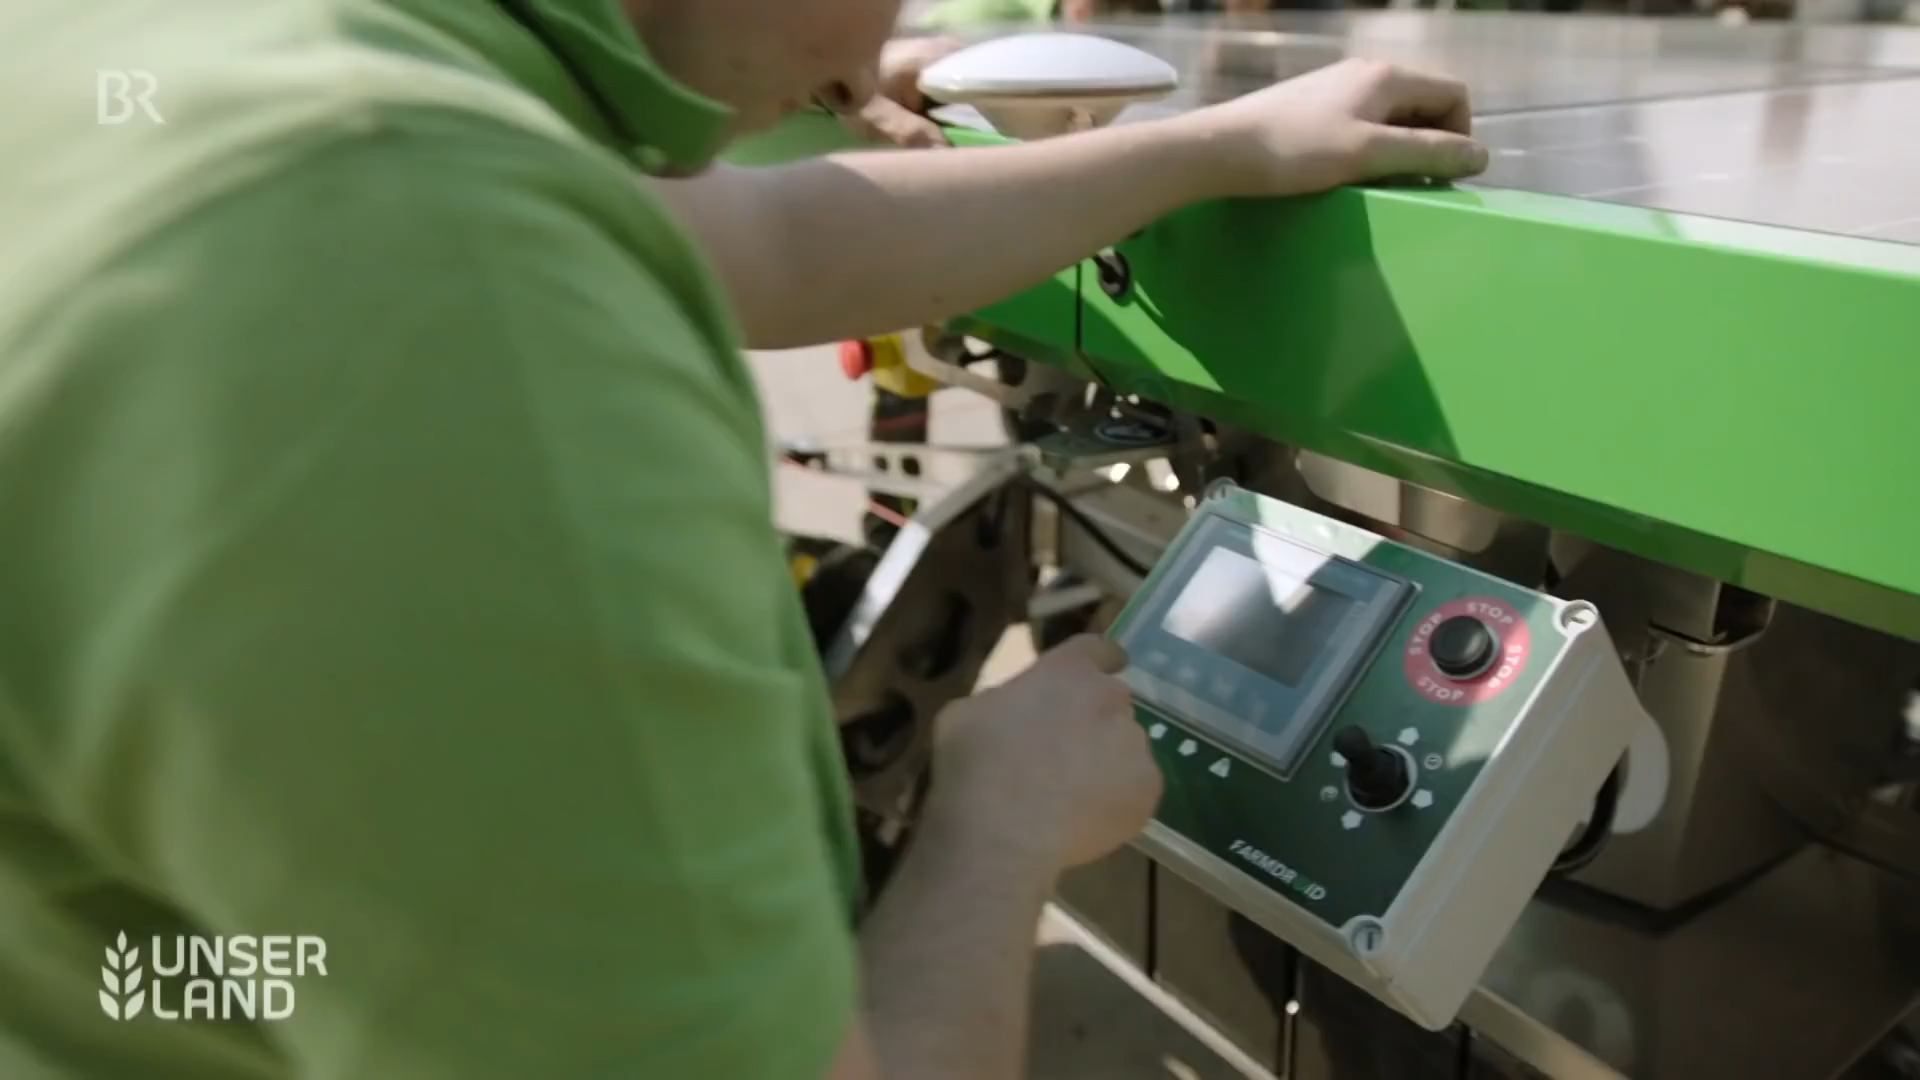 BR
STOP
STOP
STOP
STOP
FARMDROID
UNSER
LAND